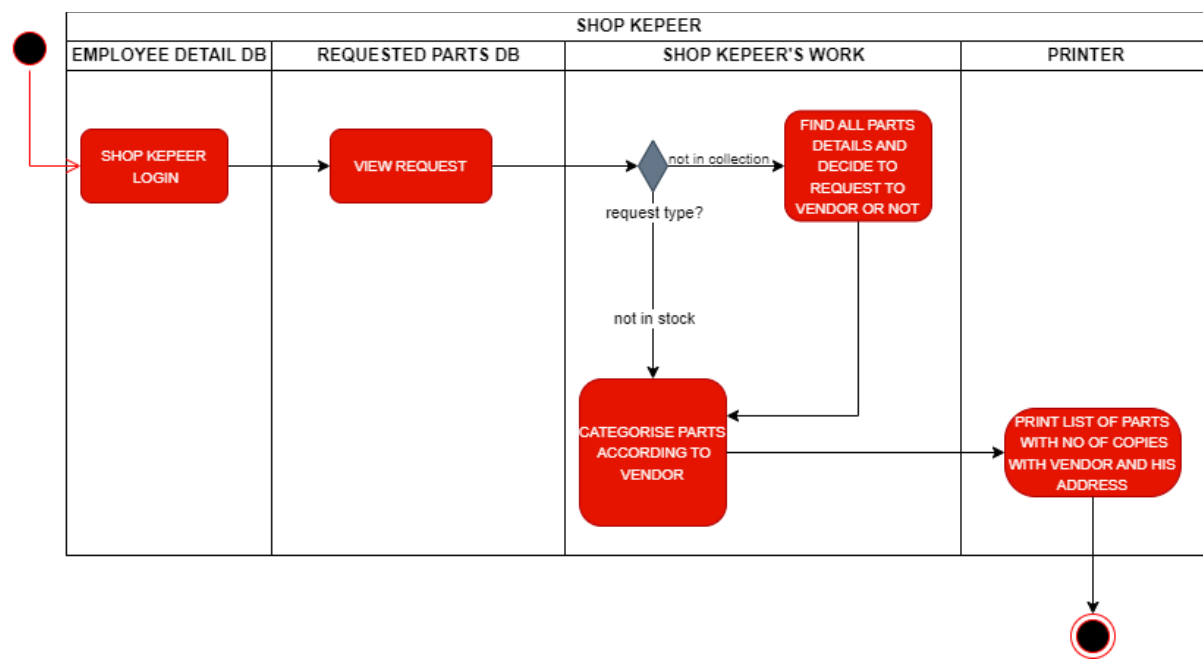 SHOP KEPEER
EMPLOYEE DETAIL DB
REQUESTED PARTS DB
SHOP KEPEER'S WORK
PRINTER
SHOP KEPEER
LOGIN
VIEW REQUEST
request type?
not in collection
FIND ALL PARTS
DETAILS AND
DECIDE TO
REQUEST TO
VENDOR OR NOT
not in stock
CATEGORISE PARTS
ACCORDING TO
VENDOR
PRINT LIST OF PARTS
WITH NO OF COPIES
WITH VENDOR AND HIS
ADDRESS